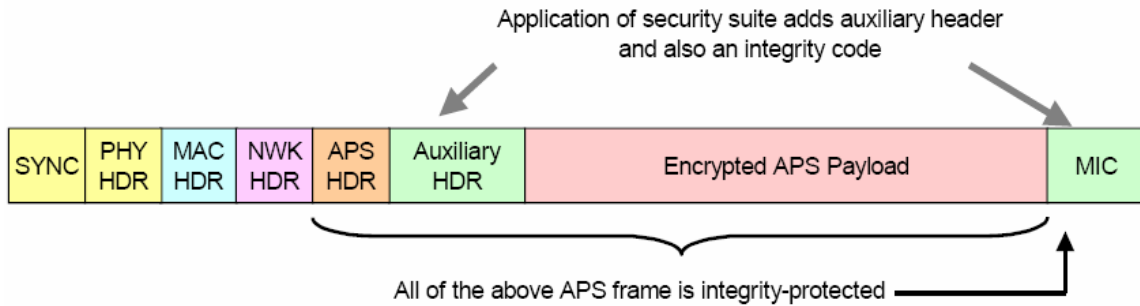 Application of security suite adds auxiliary header
and also an integrity code
SYNC
PHY
HDR
MAC
HDR
NWK
HDR
APS
HDR
Auxiliary
HDR
Encrypted APS Payload
MIC
All of the above APS frame is integrity-protected